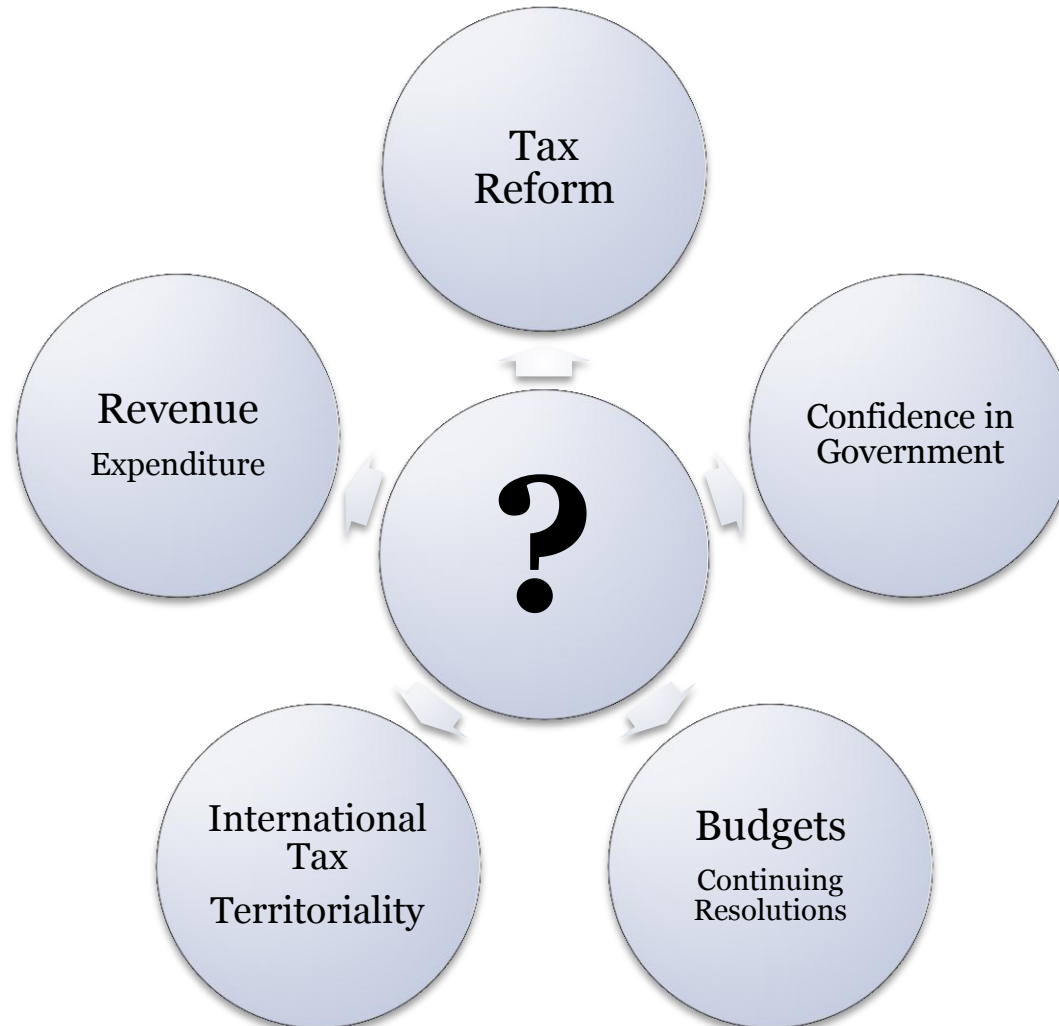 Tax
Reform
Confidence in
Government
Budgets
Continuing
Resolutions
International
Tax
Territoriality
Revenue
Expenditure
?